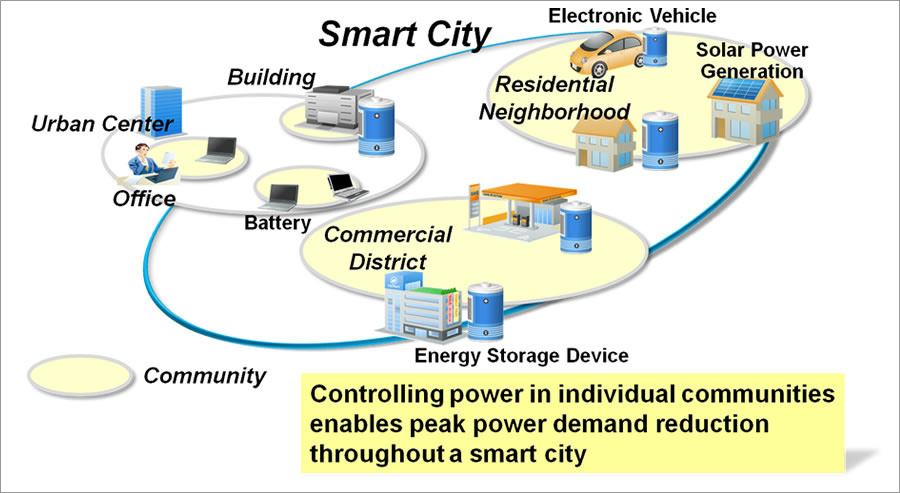 Smart City
Electronic Vehicle
Solar Power
Generation
Building
Residential
Neighborhood
Urban Center
Office
Battery
Commercial
District
Energy Storage Device
Community
Controlling power in individual communities
enables peak power demand reduction
throughout a smart city